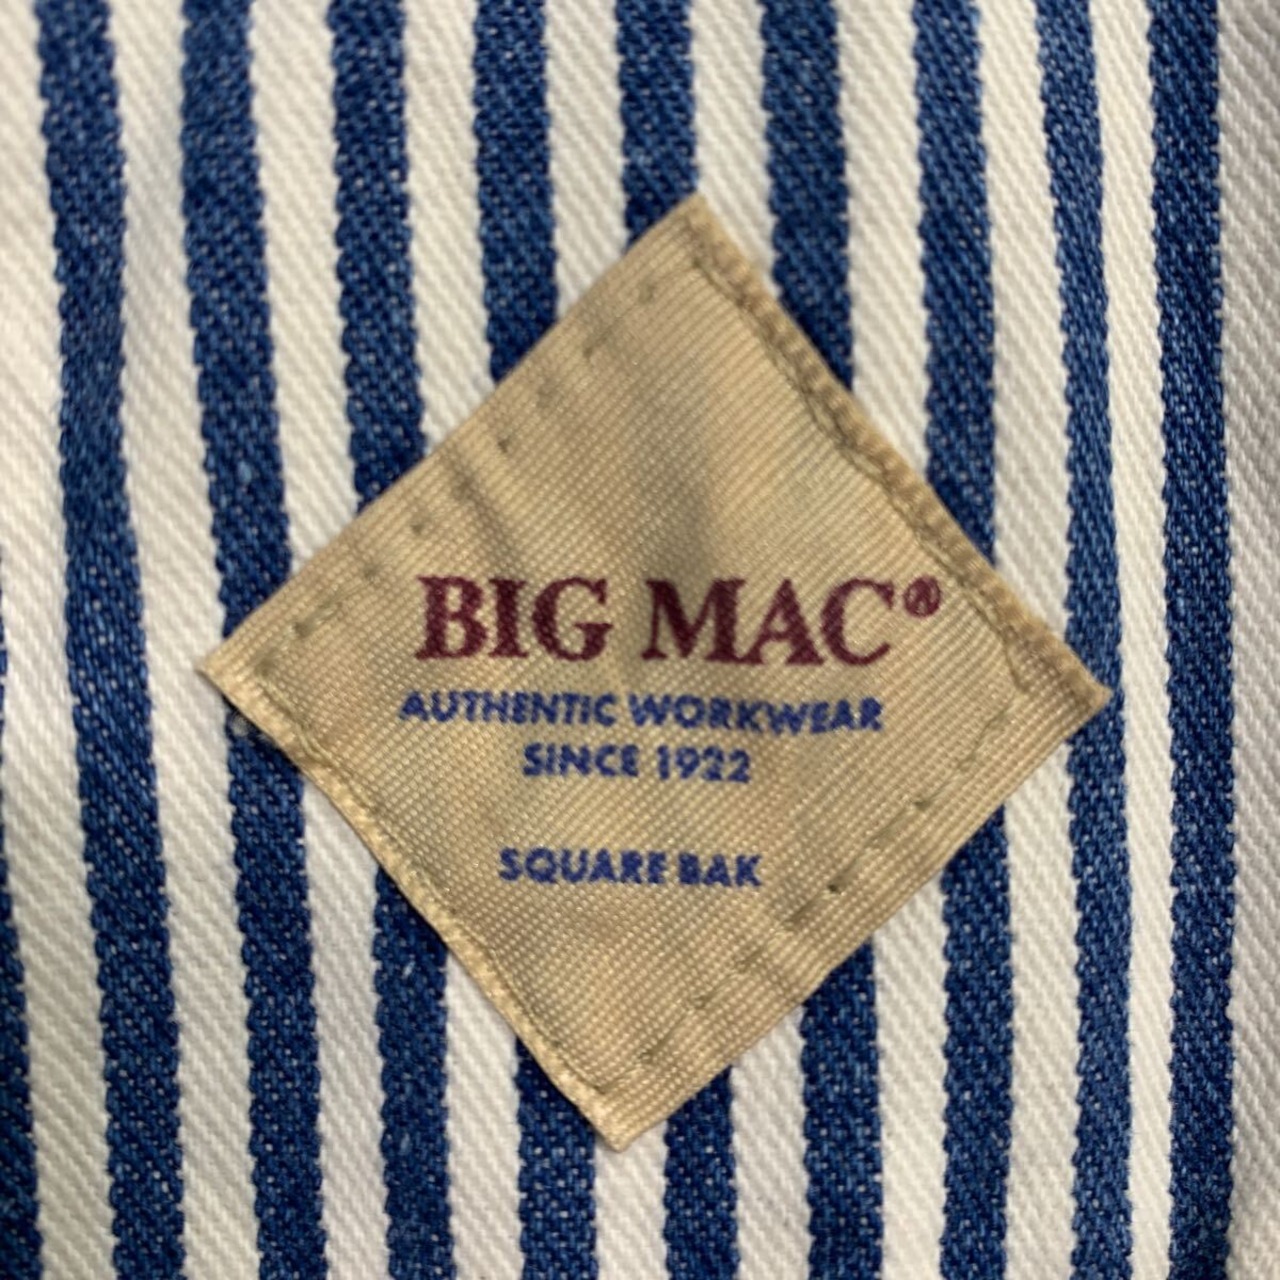 BIG MAC®
AUTHENTIC WORKWEAR
SINCE 1922
SQUARE BAK